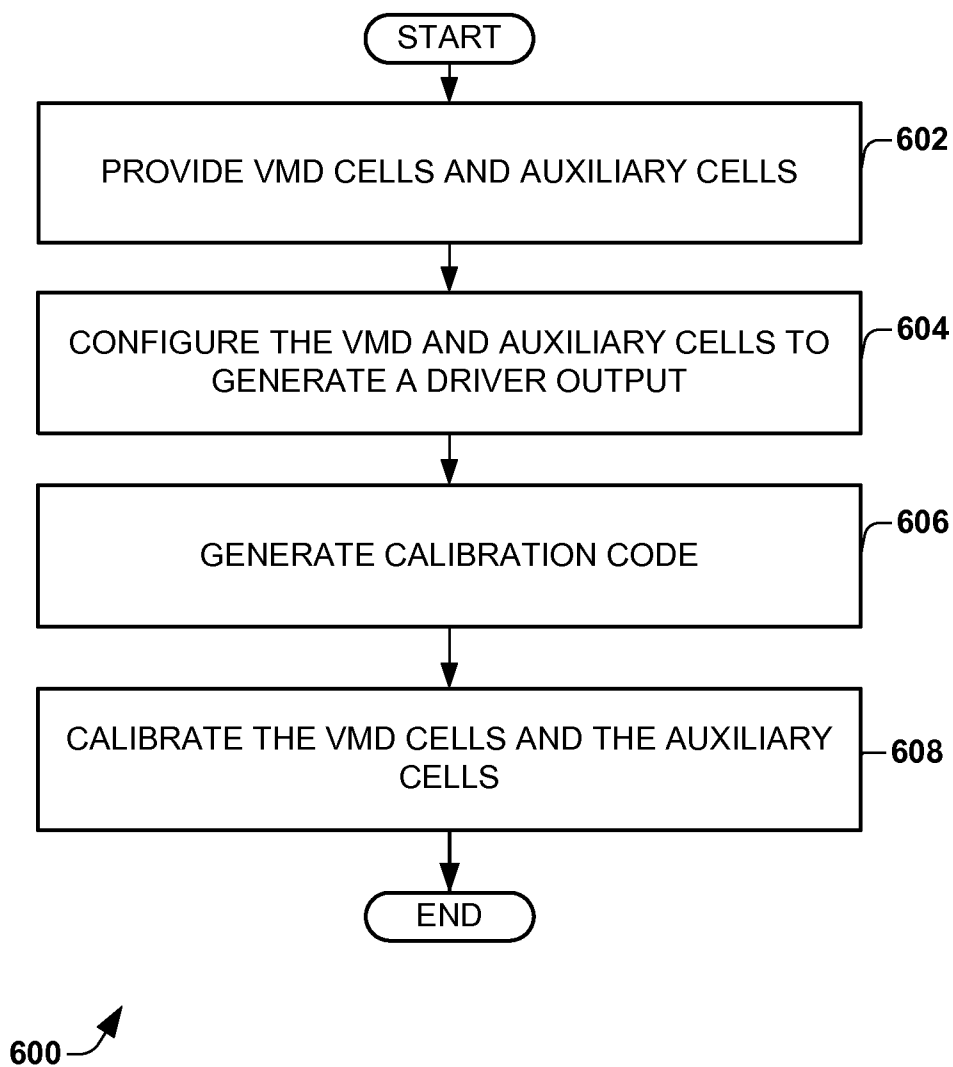 START
PROVIDE VMD CELLS AND AUXILIARY CELLS
602
CONFIGURE THE VMD AND AUXILIARY CELLS TO
GENERATE A DRIVER OUTPUT
604
GENERATE CALIBRATION CODE
606
CALIBRATE THE VMD CELLS AND THE AUXILIARY
CELLS
608
END
600